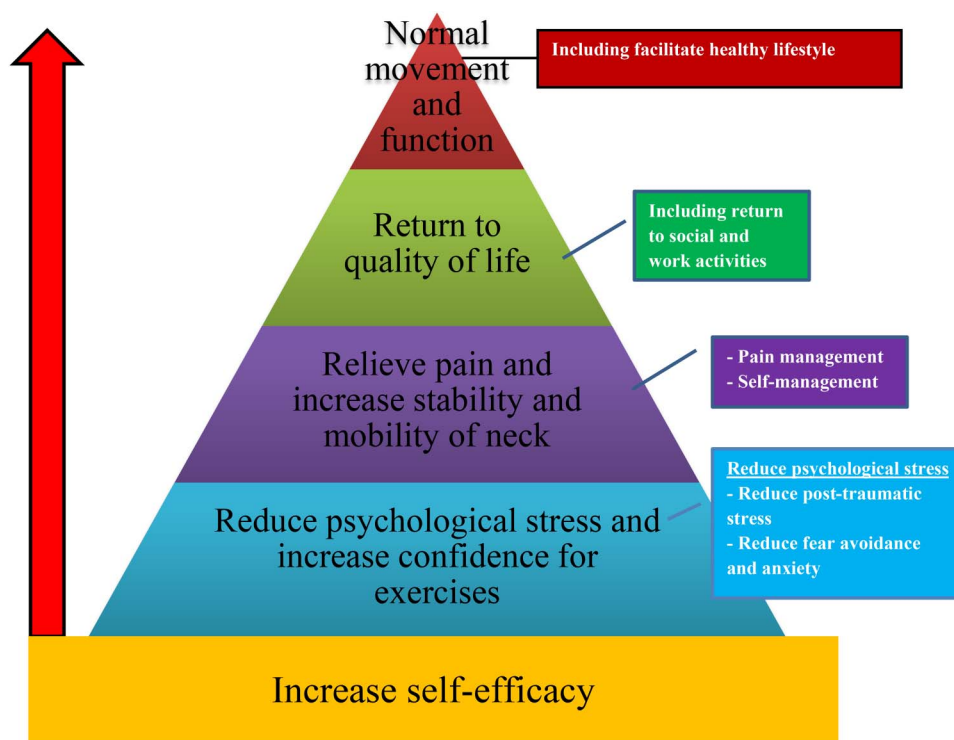 Normal
movement
and
function
Including facilitate healthy lifestyle
Return to
quality of life
Including return
to social and
work activities
Relieve pain and
increase stability and
mobility of neck
- Pain management
- Self-management
Reduce psychological stress and
increase confidence for
exercises
Reduce psychological stress
- Reduce post-traumatic
stress
- Reduce fear avoidance
and anxiety
Increase self-efficacy